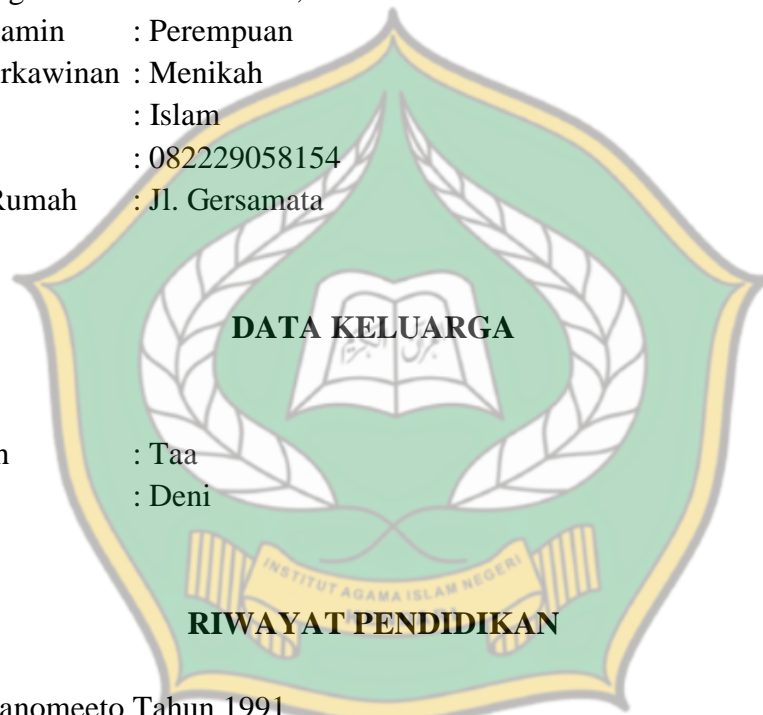 amin : Perempuan
rkawinan : Menikah
: Islam
: 082229058154
Rumah : Jl. Gersamata
DATA KELUARGA
: Taa
: Deni
INSTITUT AGAMA ISLAM NEGERI
RIWAYAT PENDIDIKAN
anomeeto Tahun 1991